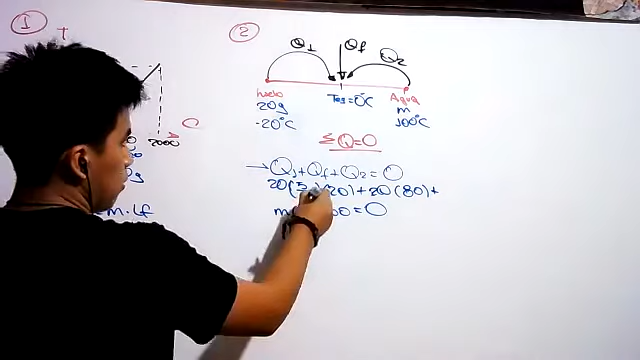 1
T
C
2000
m.Lf
2
Q1 Qf Q2
hielo Teq=0°C Agua
20g m
-20°C 100°C
ΣQ=0
→Q1+Qf+Q2=0
20( 20)+20(80)+
=0